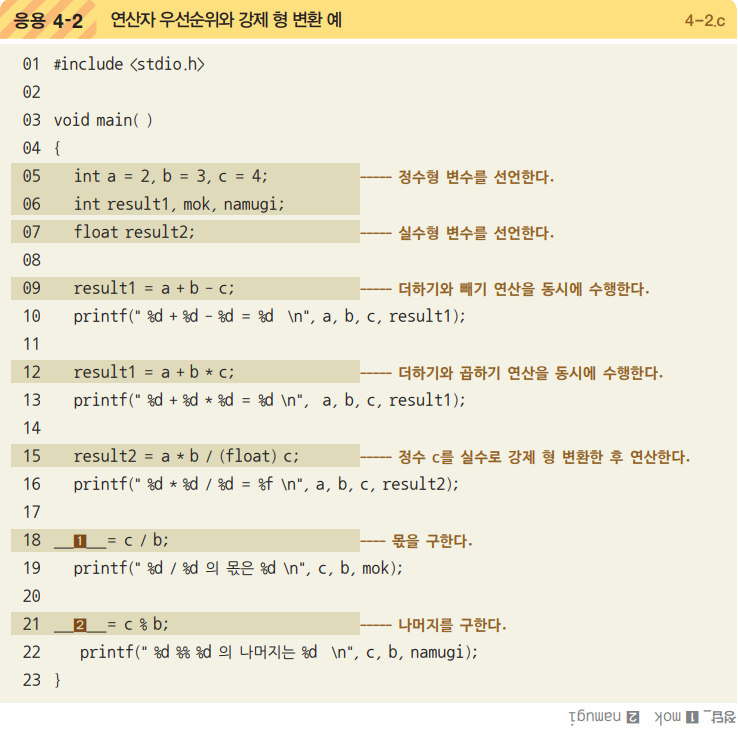 응용 4-2 연산자 우선순위와 강제 형 변환 예 4-2.c
01 #include <stdio.h>
02
03 void main( )
04 {
05 int a = 2, b = 3, c = 4; ----- 정수형 변수를 선언한다.
06 int result1, mok, namugi;
07 float result2; ----- 실수형 변수를 선언한다.
08
09 result1 = a + b - c; ----- 더하기와 빼기 연산을 동시에 수행한다.
10 printf(" %d + %d - %d = %d \n", a, b, c, result1);
11
12 result1 = a + b * c; ----- 더하기와 곱하기 연산을 동시에 수행한다.
13 printf(" %d + %d * %d = %d \n", a, b, c, result1);
14
15 result2 = a * b / (float) c; ----- 정수 c를 실수로 강제 형 변환한 후 연산한다.
16 printf(" %d * %d / %d = %f \n", a, b, c, result2);
17
18 __1__= c / b; ---- 몫을 구한다.
19 printf(" %d / %d 의 몫은 %d \n", c, b, mok);
20
21 __2__= c % b; ----- 나머지를 구한다.
22 printf(" %d %% %d 의 나머지는 %d \n", c, b, namugi);
23 }
정답_ 1 mok 2 namugi